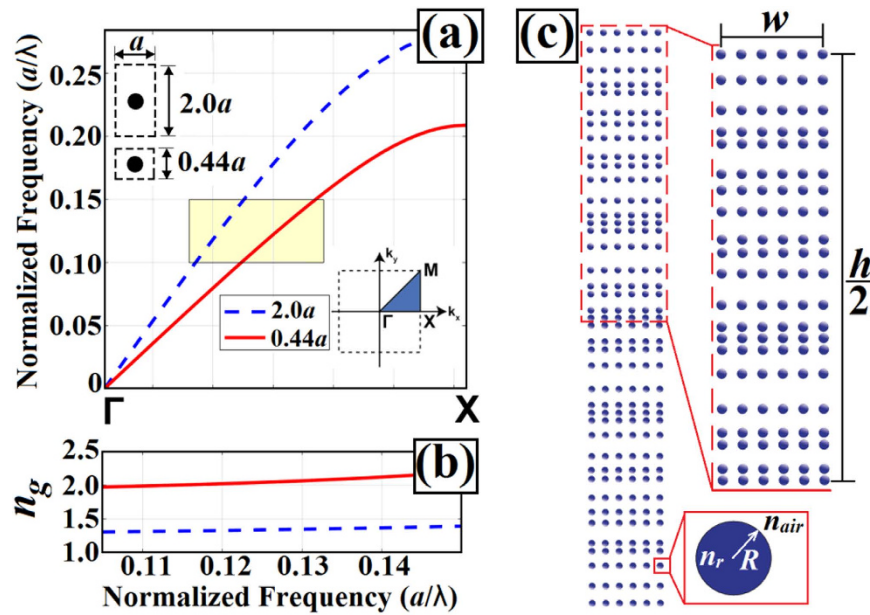 (a)
Normalized Frequency (a/λ)
0.25
0.20
0.15
0.10
0.05
0
a
2.0a
0.44a
2.0a
0.44a
k_y
M
Γ
X
k_x
Γ
X
(b)
n_g
2.5
2.0
1.5
1.0
0.11
0.12
0.13
0.14
Normalized Frequency (a/λ)
(c)
w
h
2
n_air
n_r
R